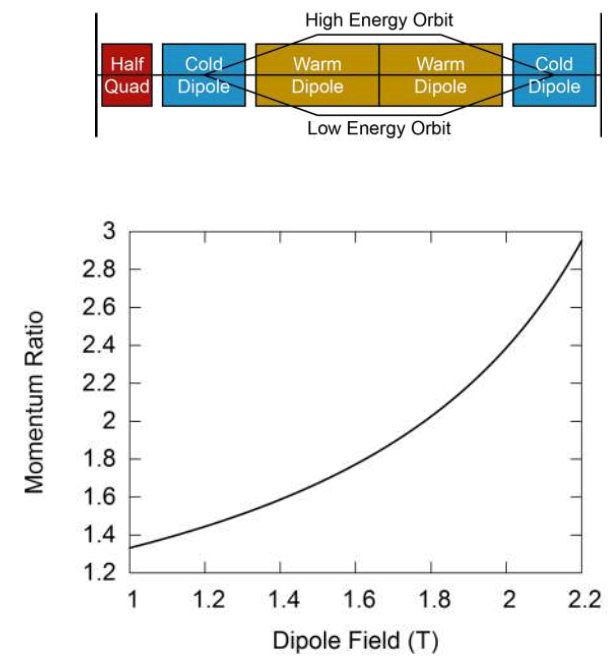 High Energy Orbit
Half Quad
Cold Dipole
Warm Dipole
Warm Dipole
Cold Dipole
Low Energy Orbit
3
2.8
2.6
2.4
2.2
2
1.8
1.6
1.4
1.2
Momentum Ratio
1 1.2 1.4 1.6 1.8 2 2.2
Dipole Field (T)